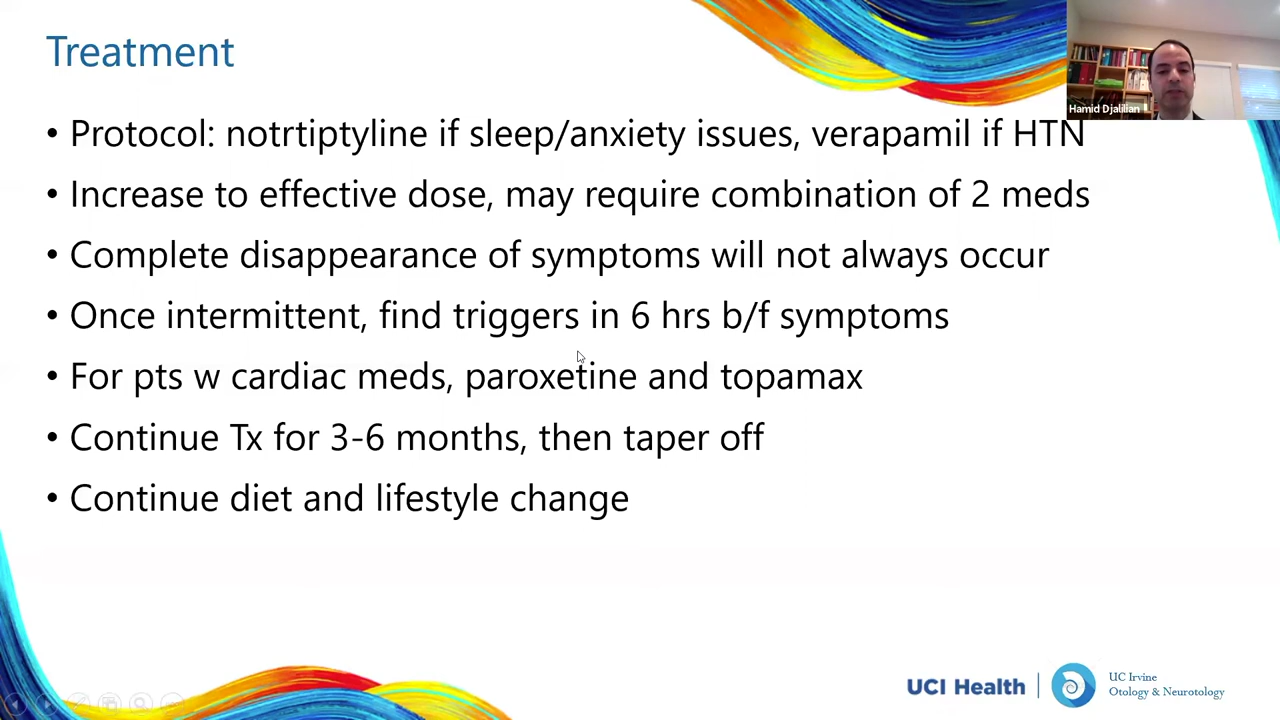 Treatment
Hamid Djalilian
• Protocol: notrtiptyline if sleep/anxiety issues, verapamil if HTN
• Increase to effective dose, may require combination of 2 meds
• Complete disappearance of symptoms will not always occur
• Once intermittent, find triggers in 6 hrs b/f symptoms
• For pts w cardiac meds, paroxetine and topamax
• Continue Tx for 3-6 months, then taper off
• Continue diet and lifestyle change
UCI Health
UC Irvine
Otology & Neurotology